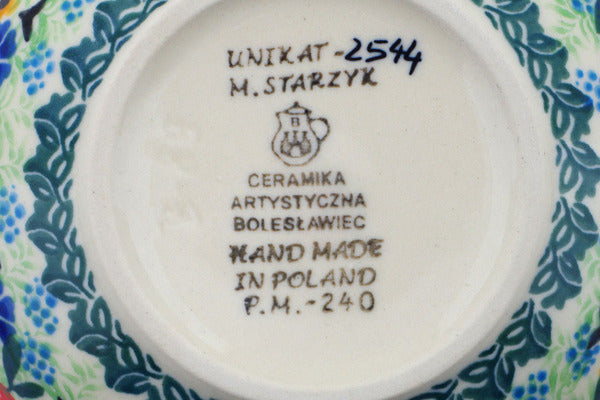 UNIKAT-2544
M. STARZYK
B
CERAMIKA
ARTYSTYCZNA
BOLESŁAWIEC
HAND MADE
IN POLAND
P.M.-240